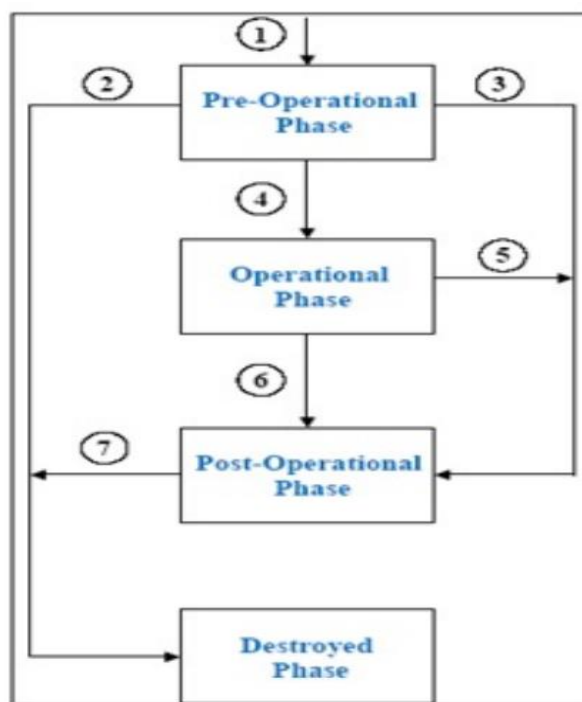 1
2
3
Pre-Operational
Phase
4
Operational
Phase
5
6
Post-Operational
Phase
7
Destroyed
Phase